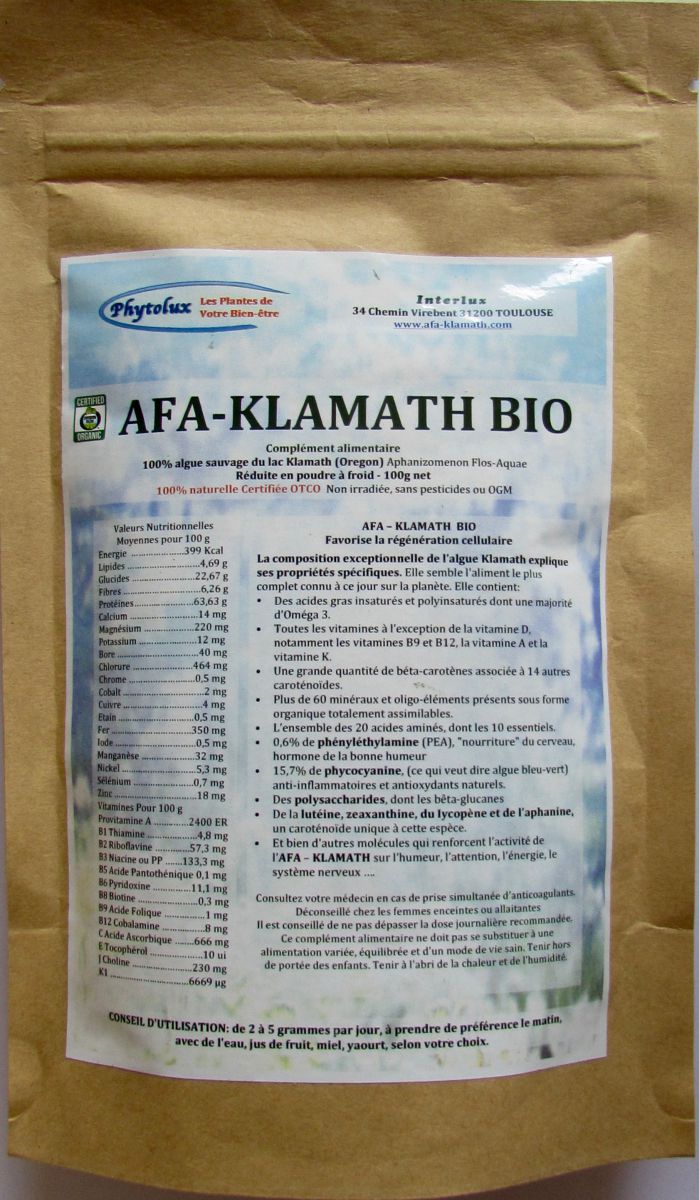 Phytolux
Les Plantes de
Votre Bien-être
Interlux
34 Chemin Virebent 31200 TOULOUSE
www.afa-klamath.com
CERTIFIED
ORGANIC
AFA-KLAMATH BIO
Complément alimentaire
100% algue sauvage du lac Klamath (Oregon) Aphanizomenon Flos-Aquae
Réduite en poudre à froid - 100g net
100% naturelle Certifiée OTCO Non irradiée, sans pesticides ou OGM
Valeurs Nutritionnelles
Moyennes pour 100 g
Energie ....................399 Kcal
Lipides ..........................4,69 g
Glucides ......................22,67 g
Fibres ............................6,26 g
Protéines.....................63,63 g
Calcium .........................14 mg
Magnésium ..................220 mg
Potassium .....................12 mg
Bore ...............................40 mg
Chlorure ......................464 mg
Chrome .........................0,5 mg
Cobalt .............................2 mg
Cuivre .............................4 mg
Etain ............................0,5 mg
Fer ..............................350 mg
Iode ..............................0,5 mg
Manganèse ...................32 mg
Nickel ...........................5,3 mg
Sélénium ......................0,7 mg
Zinc ..............................18 mg
Vitamines Pour 100 g
Provitamine A ...........2400 ER
B1 Thiamine ................4,8 mg
B2 Riboflavine ............57,3 mg
B3 Niacine ou PP ......133,3 mg
B5 Acide Pantothénique 0,1 mg
B6 Pyridoxine .............11,1 mg
B8 Biotine ....................0,3 mg
B9 Acide Folique .............1 mg
B12 Cobalamine ..............8 mg
C Acide Ascorbique ......666 mg
E Tocophérol ..................10 ui
J Choline .....................230 mg
K1 ..........................6669 µg
AFA – KLAMATH BIO
Favorise la régénération cellulaire
La composition exceptionnelle de l'algue Klamath explique
ses propriétés spécifiques. Elle semble l'aliment le plus
complet connu à ce jour sur la planète. Elle contient:
• Des acides gras insaturés et polyinsaturés dont une majorité
d'Oméga 3.
• Toutes les vitamines à l'exception de la vitamine D,
notamment les vitamines B9 et B12, la vitamine A et la
vitamine K.
• Une grande quantité de béta-carotènes associée à 14 autres
caroténoïdes.
• Plus de 60 minéraux et oligo-éléments présents sous forme
organique totalement assimilables.
• L'ensemble des 20 acides aminés, dont les 10 essentiels.
• 0,6% de phényléthylamine (PEA), "nourriture" du cerveau,
hormone de la bonne humeur
• 15,7% de phycocyanine, (ce qui veut dire algue bleu-vert)
anti-inflammatoires et antioxydants naturels.
• Des polysaccharides, dont les bêta-glucanes
• De la lutéine, zeaxanthine, du lycopène et de l'aphanine,
un caroténoïde unique à cette espèce.
• Et bien d'autres molécules qui renforcent l'activité de
l'AFA – KLAMATH sur l'humeur, l'attention, l'énergie, le
système nerveux ....
Consultez votre médecin en cas de prise simultanée d'anticoagulants.
Déconseillé chez les femmes enceintes ou allaitantes
Il est conseillé de ne pas dépasser la dose journalière recommandée.
Ce complément alimentaire ne doit pas se substituer à une
alimentation variée, équilibrée et d'un mode de vie sain. Tenir hors
de portée des enfants. Tenir à l'abri de la chaleur et de l'humidité.
CONSEIL D'UTILISATION: de 2 à 5 grammes par jour, à prendre de préférence le matin,
avec de l'eau, jus de fruit, miel, yaourt, selon votre choix.